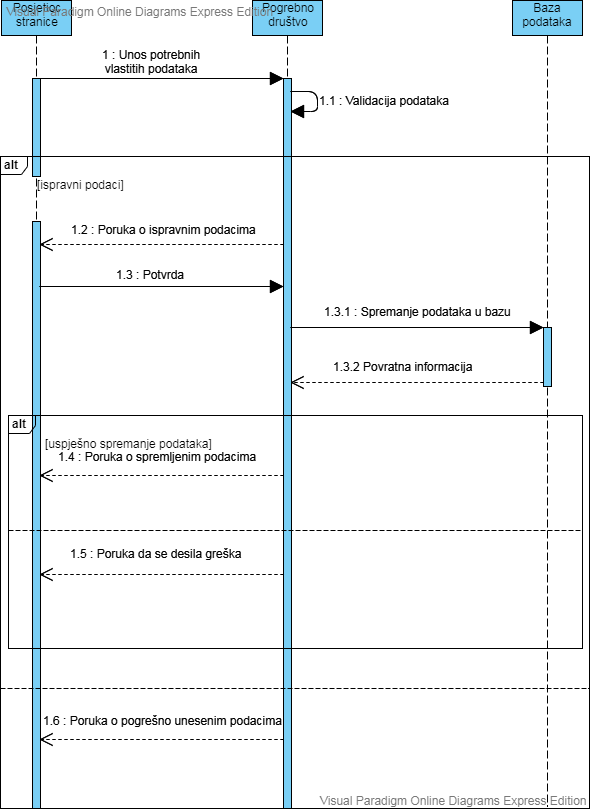 Visual Paradigm Online Diagrams Express Edition
Posjetioc
stranice
Pogrebno
društvo
Baza
podataka
1 : Unos potrebnih
vlastitih podataka
1.1 : Validacija podataka
alt
[ispravni podaci]
1.2 : Poruka o ispravnim podacima
1.3 : Potvrda
1.3.1 : Spremanje podataka u bazu
1.3.2 Povratna informacija
alt
[uspješno spremanje podataka]
1.4 : Poruka o spremljenim podacima
1.5 : Poruka da se desila greška
1.6 : Poruka o pogrešno unesenim podacima
Visual Paradigm Online Diagrams Express Edition